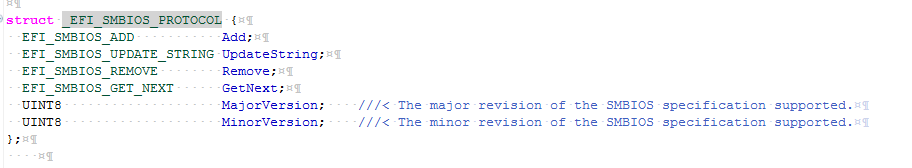 struct _EFI_SMBIOS_PROTOCOL {
EFI_SMBIOS_ADD Add;
EFI_SMBIOS_UPDATE_STRING UpdateString;
EFI_SMBIOS_REMOVE Remove;
EFI_SMBIOS_GET_NEXT GetNext;
UINT8 MajorVersion; ///< The major revision of the SMBIOS specification supported.
UINT8 MinorVersion; ///< The minor revision of the SMBIOS specification supported.
};